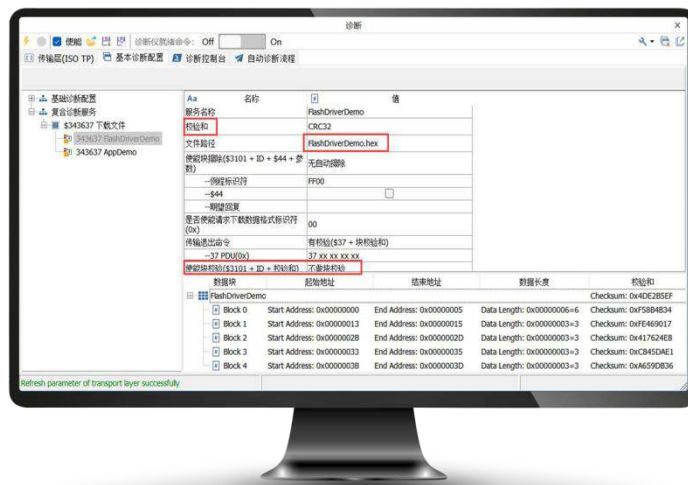 诊断
使能 诊断仪就绪命令: Off On
传输层(ISO TP) 基本诊断配置 诊断控制台 自动诊断流程
基础诊断配置
复合诊断服务
$343637 下载文件
343637 FlashDriverDemo
343637 AppDemo
Aa 名称 # 值
服务名称 FlashDriverDemo
校验和 CRC32
文件路径 FlashDriverDemo.hex
使能块擦除($3101 + ID + $44 + 参数) 无自动擦除
--例程标识符 FF00
--$44
--期望回复
是否使能请求下载数据格式标识符(0x) 00
传输退出命令 有校验($37 + 块校验和)
--37 PDU(0x) 37 xx xx xx xx
使能块校验($3101 + ID + 校验和) 不做块校验
数据块 起始地址 结束地址 数据长度 校验和
FlashDriverDemo Checksum: 0x4DE2B5EF
Block 0 Start Address: 0x00000000 End Address: 0x00000005 Data Length: 0x00000006=6 Checksum: 0xF58B4B34
Block 1 Start Address: 0x00000013 End Address: 0x00000015 Data Length: 0x00000003=3 Checksum: 0xFE469017
Block 2 Start Address: 0x0000002B End Address: 0x0000002D Data Length: 0x00000003=3 Checksum: 0x417624E8
Block 3 Start Address: 0x00000033 End Address: 0x00000035 Data Length: 0x00000003=3 Checksum: 0xC845DAE1
Block 4 Start Address: 0x0000003B End Address: 0x0000003D Data Length: 0x00000003=3 Checksum: 0xA659DB36
Refresh parameter of transport layer successfully